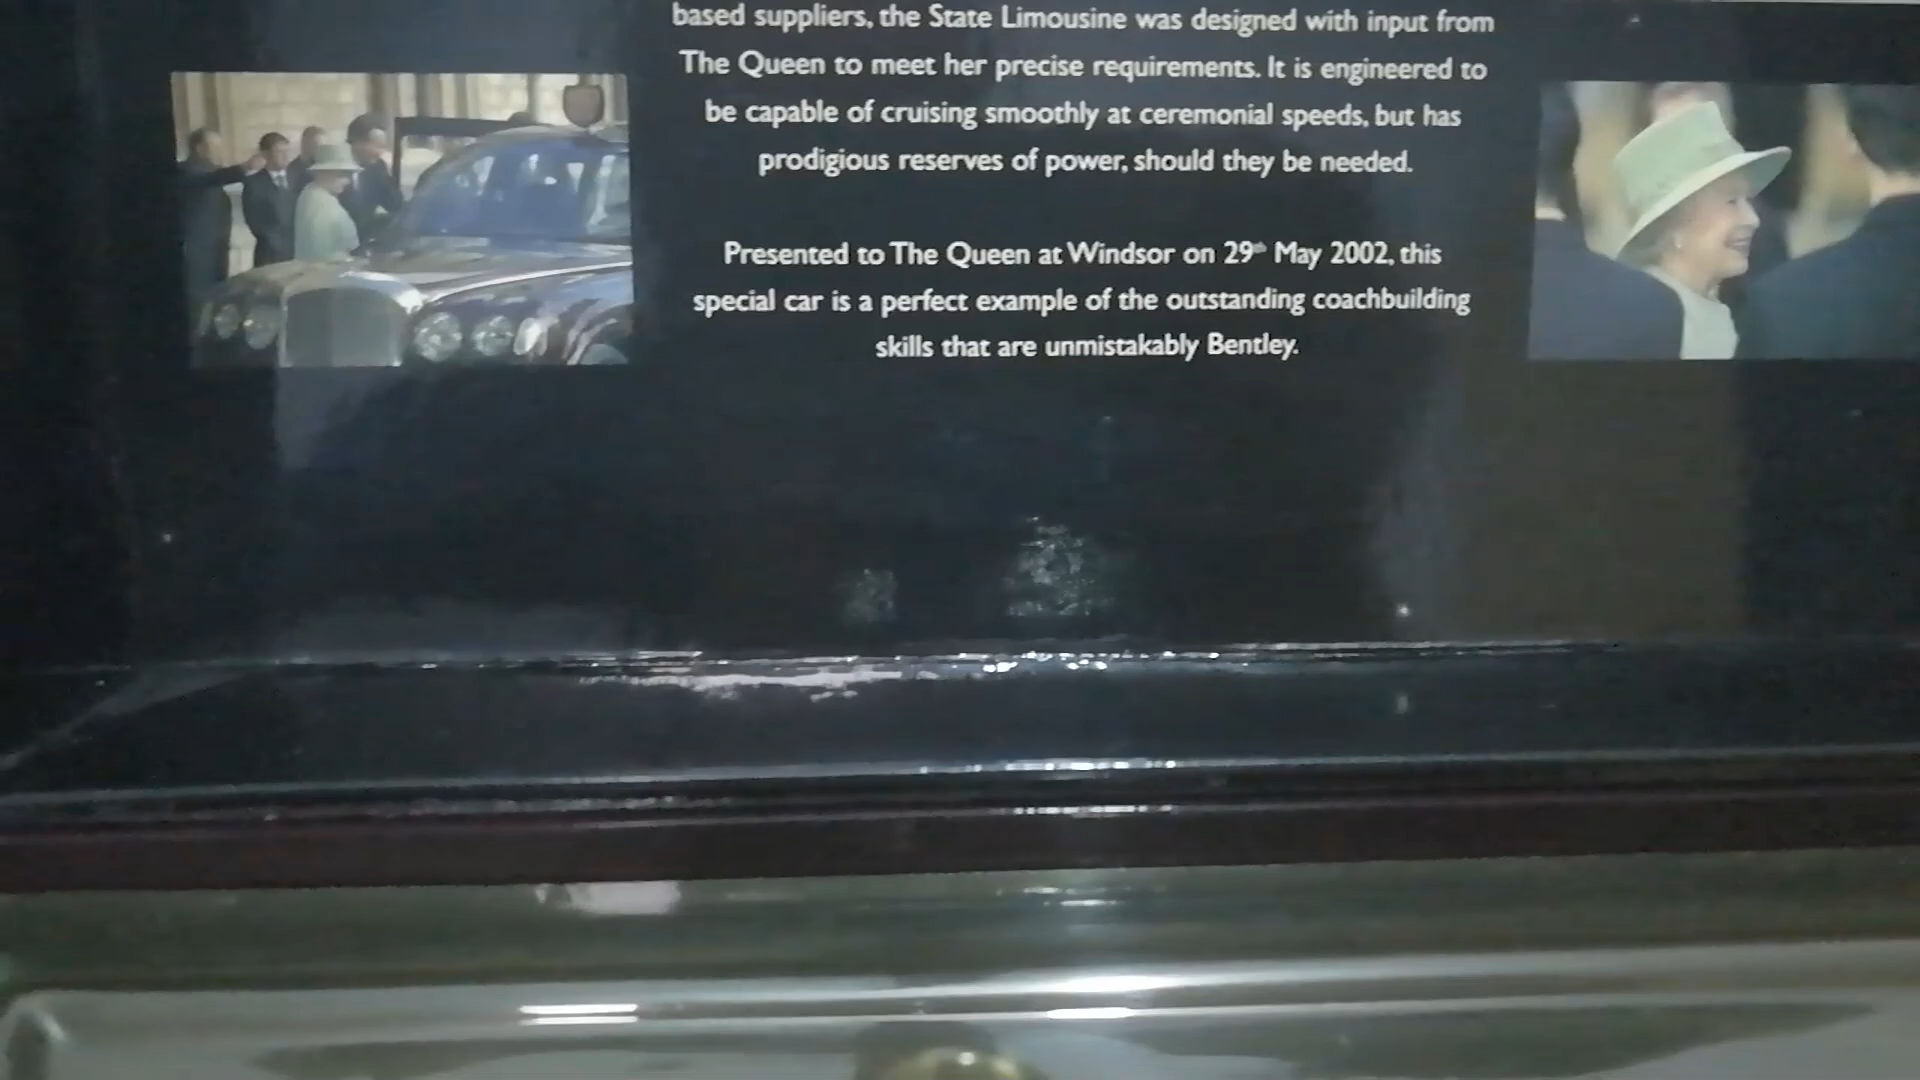 based suppliers, the State Limousine was designed with input from
The Queen to meet her precise requirements. It is engineered to
be capable of cruising smoothly at ceremonial speeds, but has
prodigious reserves of power, should they be needed.
Presented to The Queen at Windsor on 29th May 2002, this
special car is a perfect example of the outstanding coachbuilding
skills that are unmistakably Bentley.